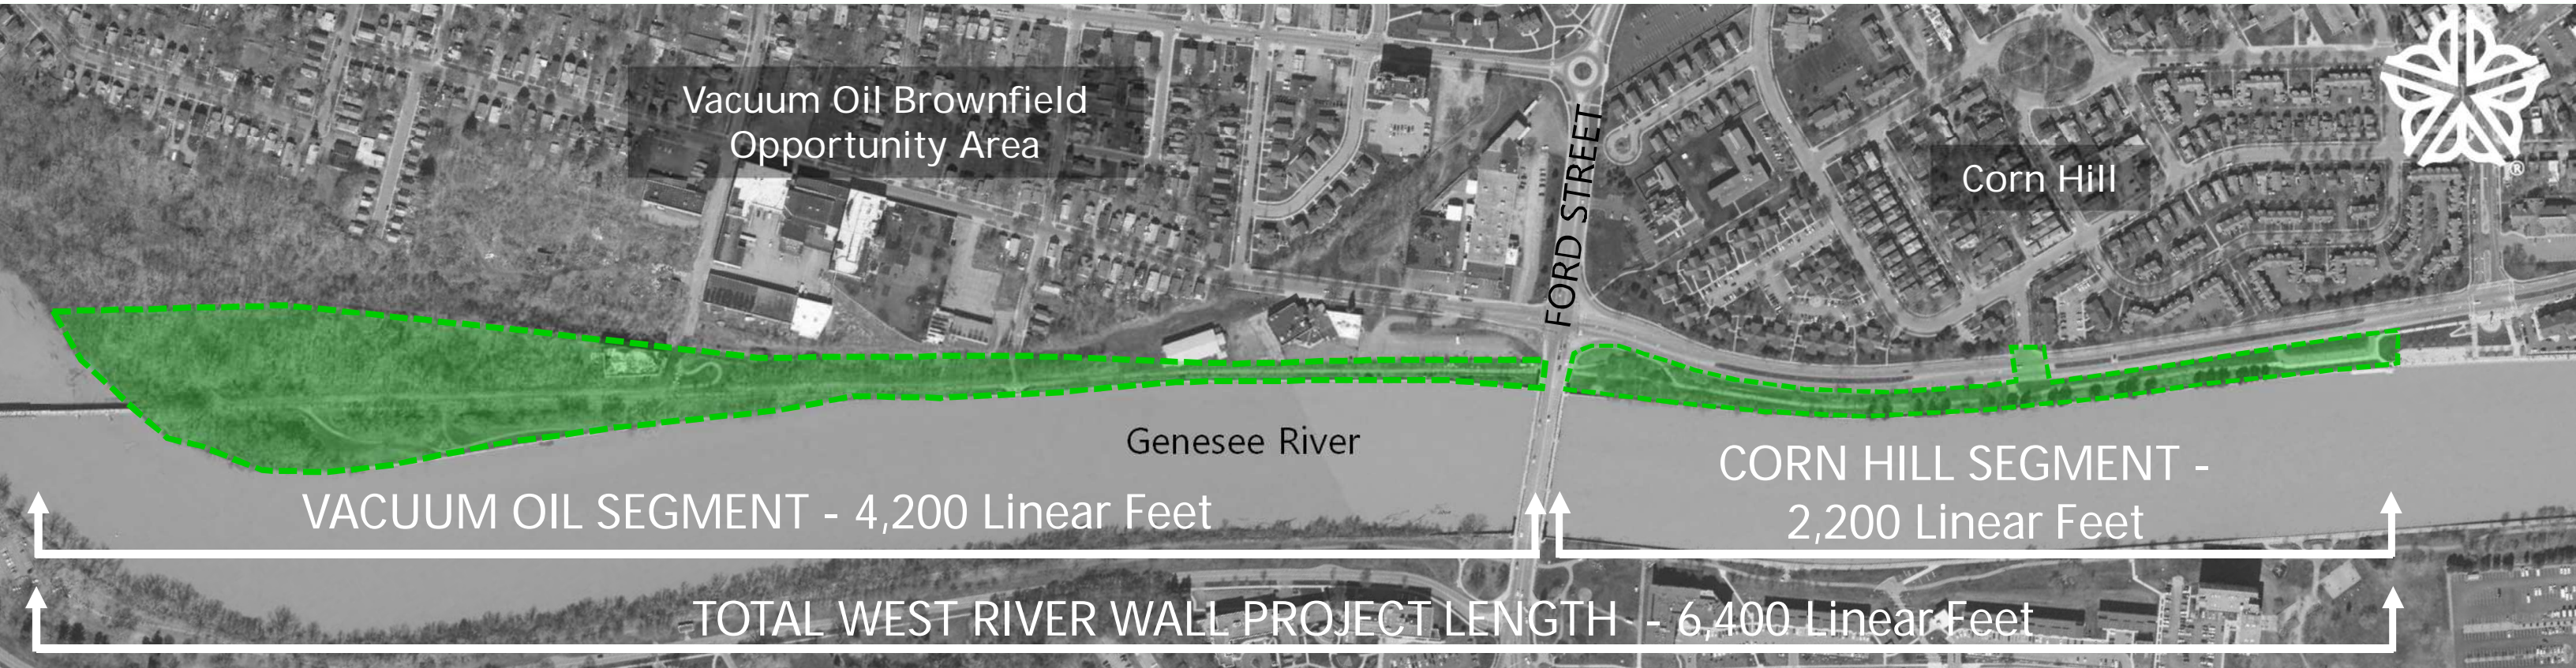 Vacuum Oil Brownfield
Opportunity Area
FORD STREET
Corn Hill
®
Genesee River
VACUUM OIL SEGMENT - 4,200 Linear Feet
CORN HILL SEGMENT -
2,200 Linear Feet
TOTAL WEST RIVER WALL PROJECT LENGTH - 6,400 Linear Feet